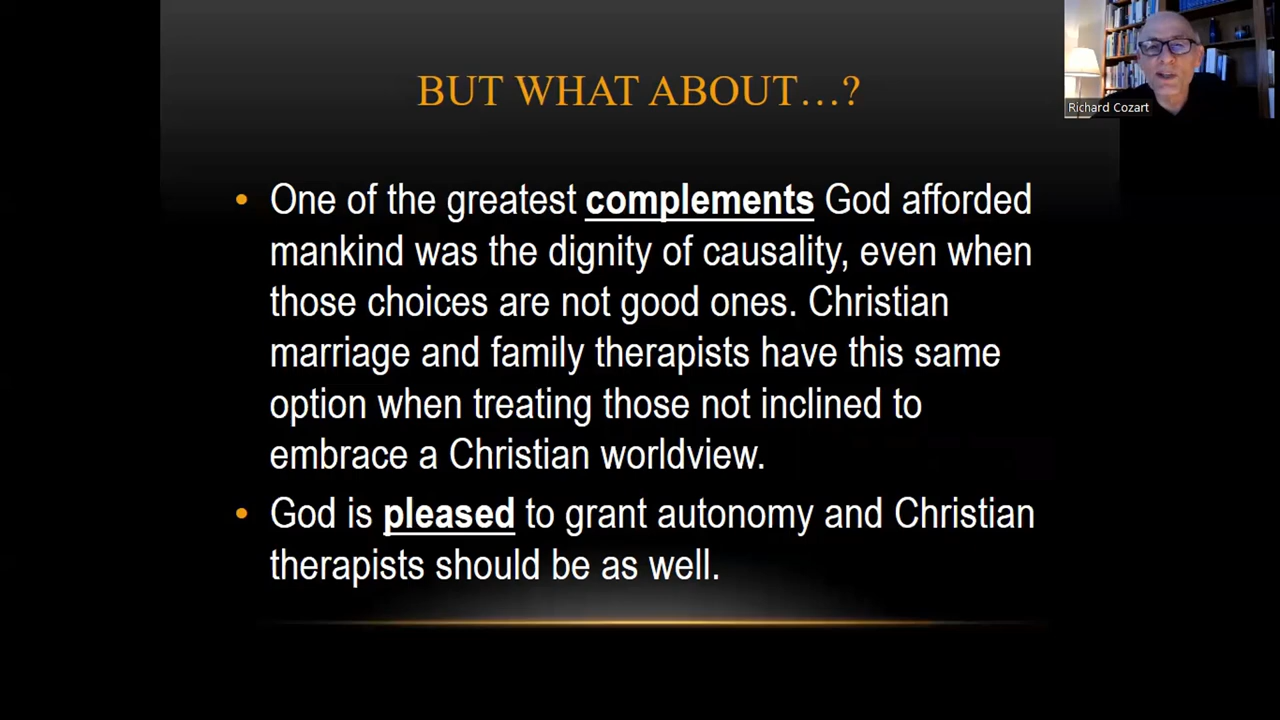 BUT WHAT ABOUT…?
Richard Cozart
• One of the greatest complements God afforded
mankind was the dignity of causality, even when
those choices are not good ones. Christian
marriage and family therapists have this same
option when treating those not inclined to
embrace a Christian worldview.
• God is pleased to grant autonomy and Christian
therapists should be as well.